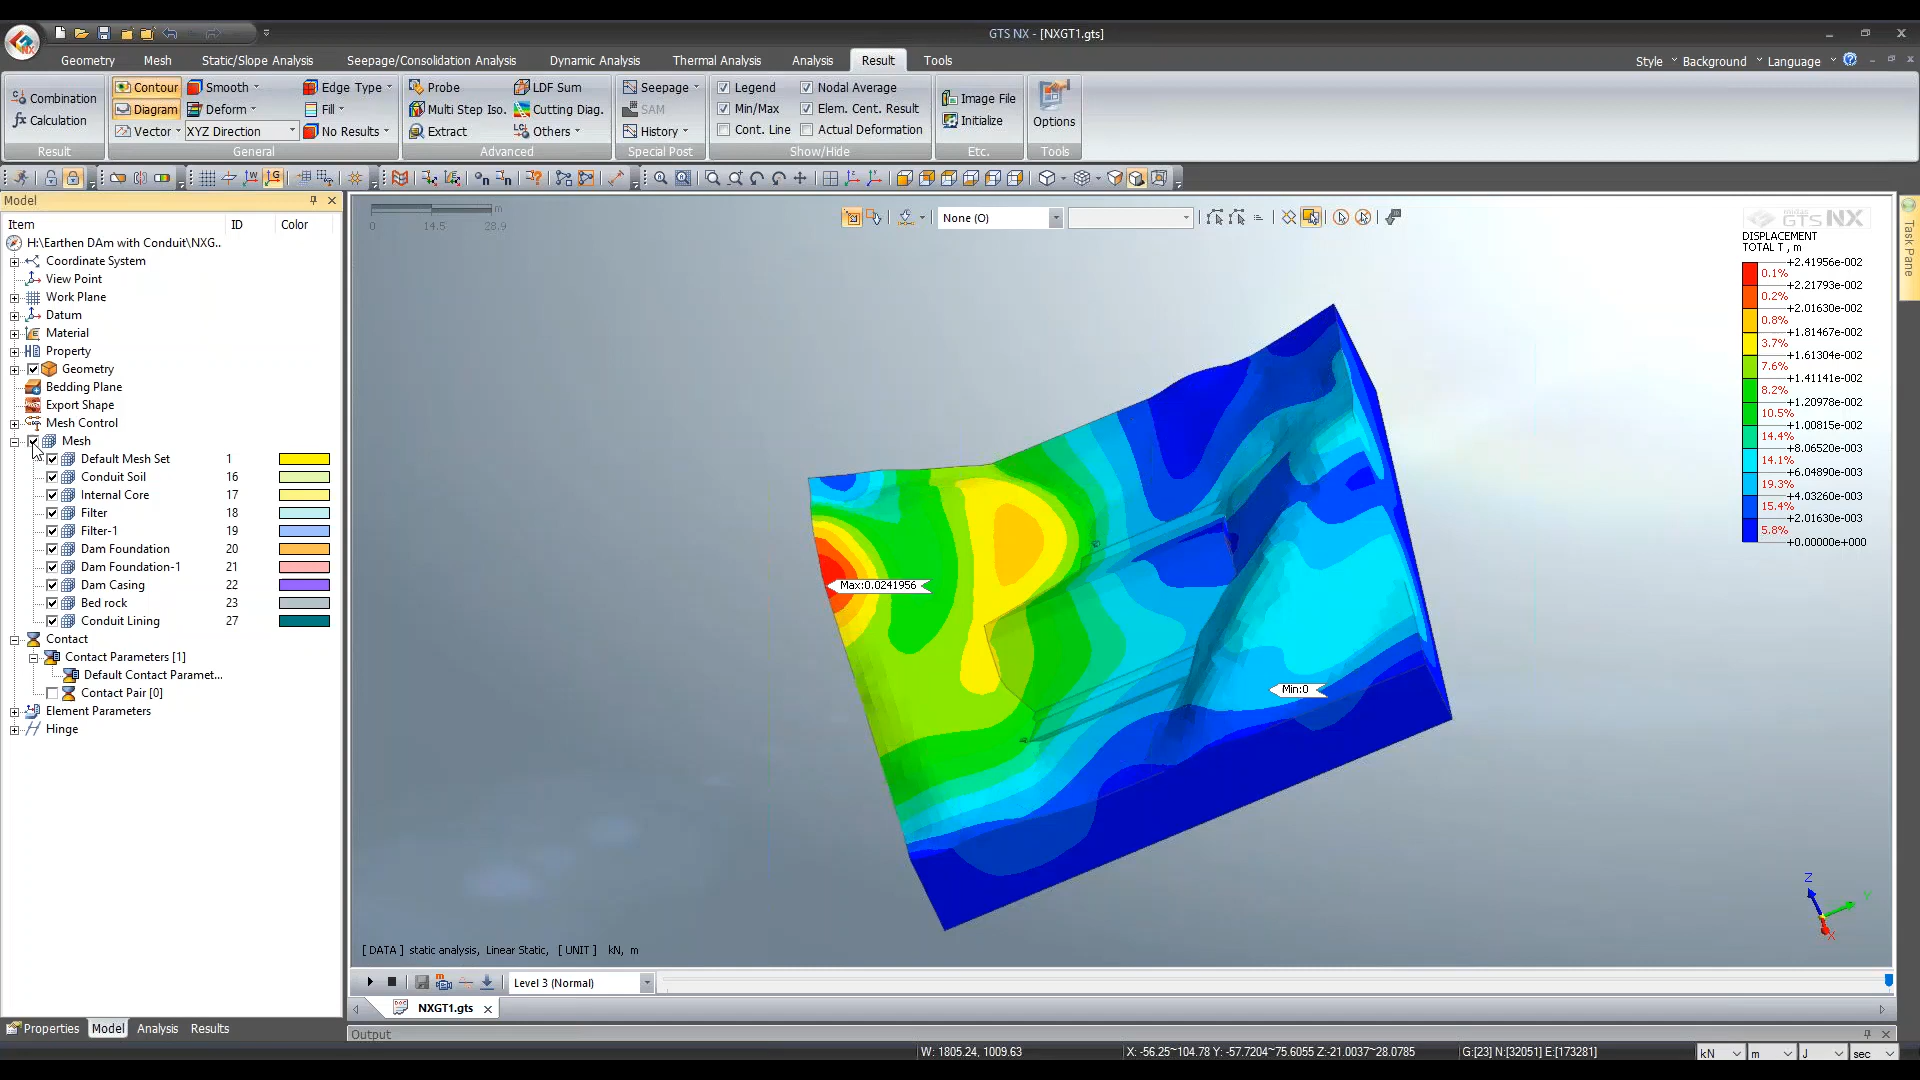 GTS NX - [NXGT1.gts]
Geometry Mesh Static/Slope Analysis Seepage/Consolidation Analysis Dynamic Analysis Thermal Analysis Analysis Result Tools
Style Background Language
Combination
fx Calculation
Result
Contour Smooth Edge Type
Diagram Deform Fill
Vector XYZ Direction No Results
General
Probe LDF Sum
Multi Step Iso. Cutting Diag.
Extract Others
Advanced
Seepage
SAM
History
Special Post
Legend Nodal Average
Min/Max Elem. Cent. Result
Cont. Line Actual Deformation
Show/Hide
Image File
Initialize
Etc.
Options
Tools
Model
Item ID Color
H:\Earthen DAm with Conduit\NXG..
Coordinate System
View Point
Work Plane
Datum
Material
Property
Geometry
Bedding Plane
Export Shape
Mesh Control
Mesh
Default Mesh Set 1
Conduit Soil 16
Internal Core 17
Filter 18
Filter-1 19
Dam Foundation 20
Dam Foundation-1 21
Dam Casing 22
Bed rock 23
Conduit Lining 27
Contact
Contact Parameters [1]
Default Contact Paramet...
Contact Pair [0]
Element Parameters
Hinge
Properties Model Analysis Results
m
0 14.5 28.9
None (O)
GTS NX
DISPLACEMENT
TOTAL T , m
+2.41956e-002
0.1%
+2.21793e-002
0.2%
+2.01630e-002
0.8%
+1.81467e-002
3.7%
+1.61304e-002
7.6%
+1.41141e-002
8.2%
+1.20978e-002
10.5%
+1.00815e-002
14.4%
+8.06520e-003
14.1%
+6.04890e-003
19.3%
+4.03260e-003
15.4%
+2.01630e-003
5.8%
+0.00000e+000
Task Pane
Max:0.0241956
Min:0
Z
Y
X
[ DATA ] static analysis, Linear Static, [ UNIT ] kN, m
Level 3 (Normal)
NXGT1.gts
Output
W: 1805.24, 1009.63 X: -56.25~104.78 Y: -57.7204~75.6055 Z:-21.0037~28.0785 G:[23] N:[32051] E:[173281] kN m J sec